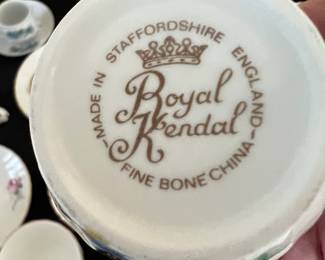 —MADE IN STAFFORDSHIRE ENGLAND—
Royal
Kendal
FINE BONE CHINA